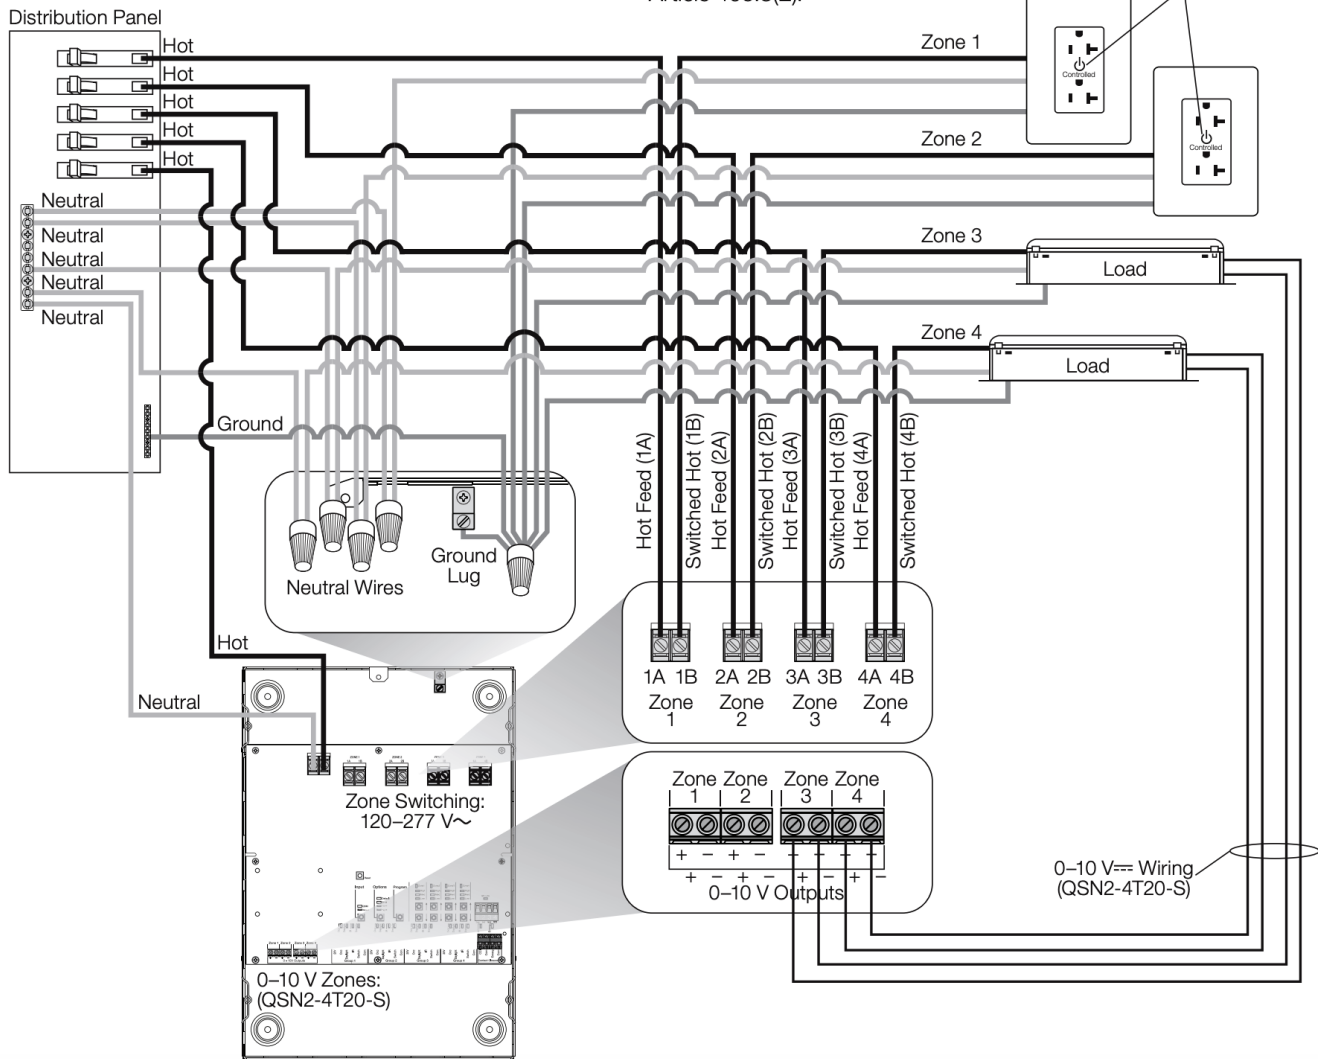 Distribution Panel
Hot
Hot
Hot
Hot
Hot
Neutral
Neutral
Neutral
Neutral
Neutral
Ground
Zone 1
Controlled
Zone 2
Controlled
Zone 3
Load
Zone 4
Load
Hot Feed (1A)
Switched Hot (1B)
Hot Feed (2A)
Switched Hot (2B)
Hot Feed (3A)
Switched Hot (3B)
Hot Feed (4A)
Switched Hot (4B)
Neutral Wires
Ground
Lug
Hot
Neutral
1A 1B 2A 2B 3A 3B 4A 4B
Zone Zone Zone Zone
1 2 3 4
Zone Switching:
120–277 V~
Zone Zone Zone Zone
1 2 3 4
+ − + − + − + −
+ − + − + − + −
0–10 V Outputs
0–10 V⎓ Wiring
(QSN2-4T20-S)
Input Options
0–10 V Zones:
(QSN2-4T20-S)